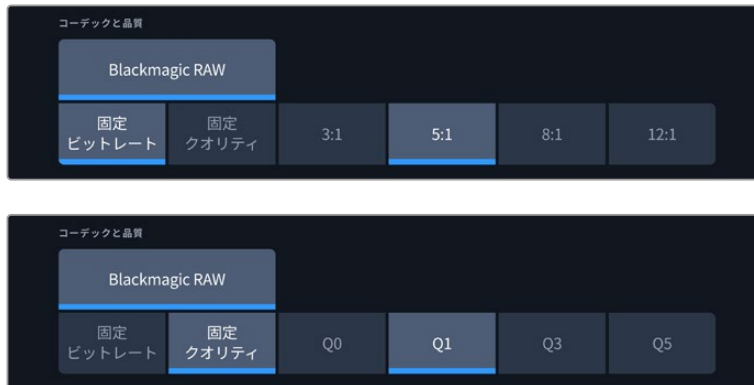 コーデックと品質
Blackmagic RAW
固定
ビットレート
固定
クオリティ
3:1
5:1
8:1
12:1
コーデックと品質
Blackmagic RAW
固定
ビットレート
固定
クオリティ
Q0
Q1
Q3
Q5